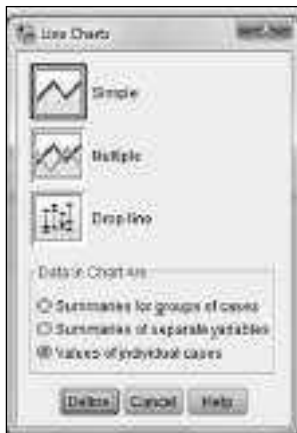 Line Charts
Simple
Multiple
Drop-line
Data in Chart Are
Summaries for groups of cases
Summaries of separate variables
Values of individual cases
Define Cancel Help